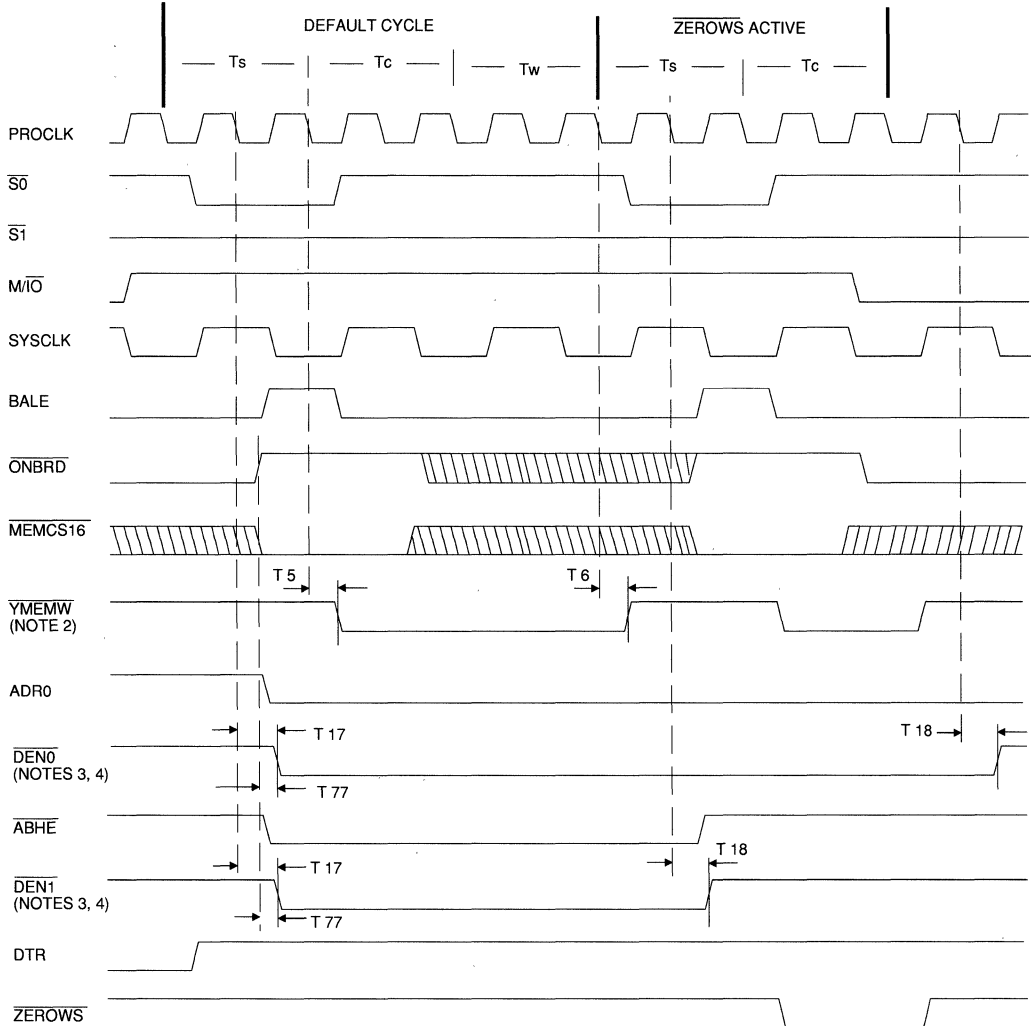 DEFAULT CYCLE
ZEROWS ACTIVE
Ts
Tc
Tw
Ts
Tc
PROCLK
S0
S1
M/IO
SYSCLK
BALE
ONBRD
MEMCS16
T 5
T 6
YMEMW
(NOTE 2)
ADR0
T 17
T 18
DEN0
(NOTES 3, 4)
T 77
ABHE
T 17
T 18
DEN1
(NOTES 3, 4)
T 77
DTR
ZEROWS